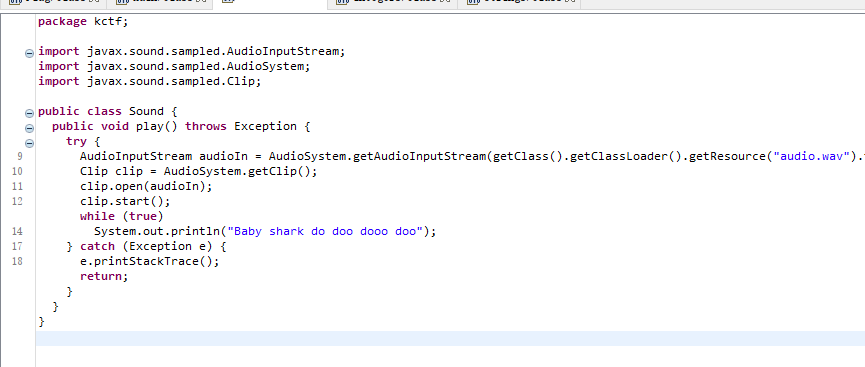 package kctf;
import javax.sound.sampled.AudioInputStream;
import javax.sound.sampled.AudioSystem;
import javax.sound.sampled.Clip;
public class Sound {
public void play() throws Exception {
try {
9 AudioInputStream audioIn = AudioSystem.getAudioInputStream(getClass().getClassLoader().getResource("audio.wav").
10 Clip clip = AudioSystem.getClip();
11 clip.open(audioIn);
12 clip.start();
while (true)
14 System.out.println("Baby shark do doo dooo doo");
17 } catch (Exception e) {
18 e.printStackTrace();
return;
}
}
}